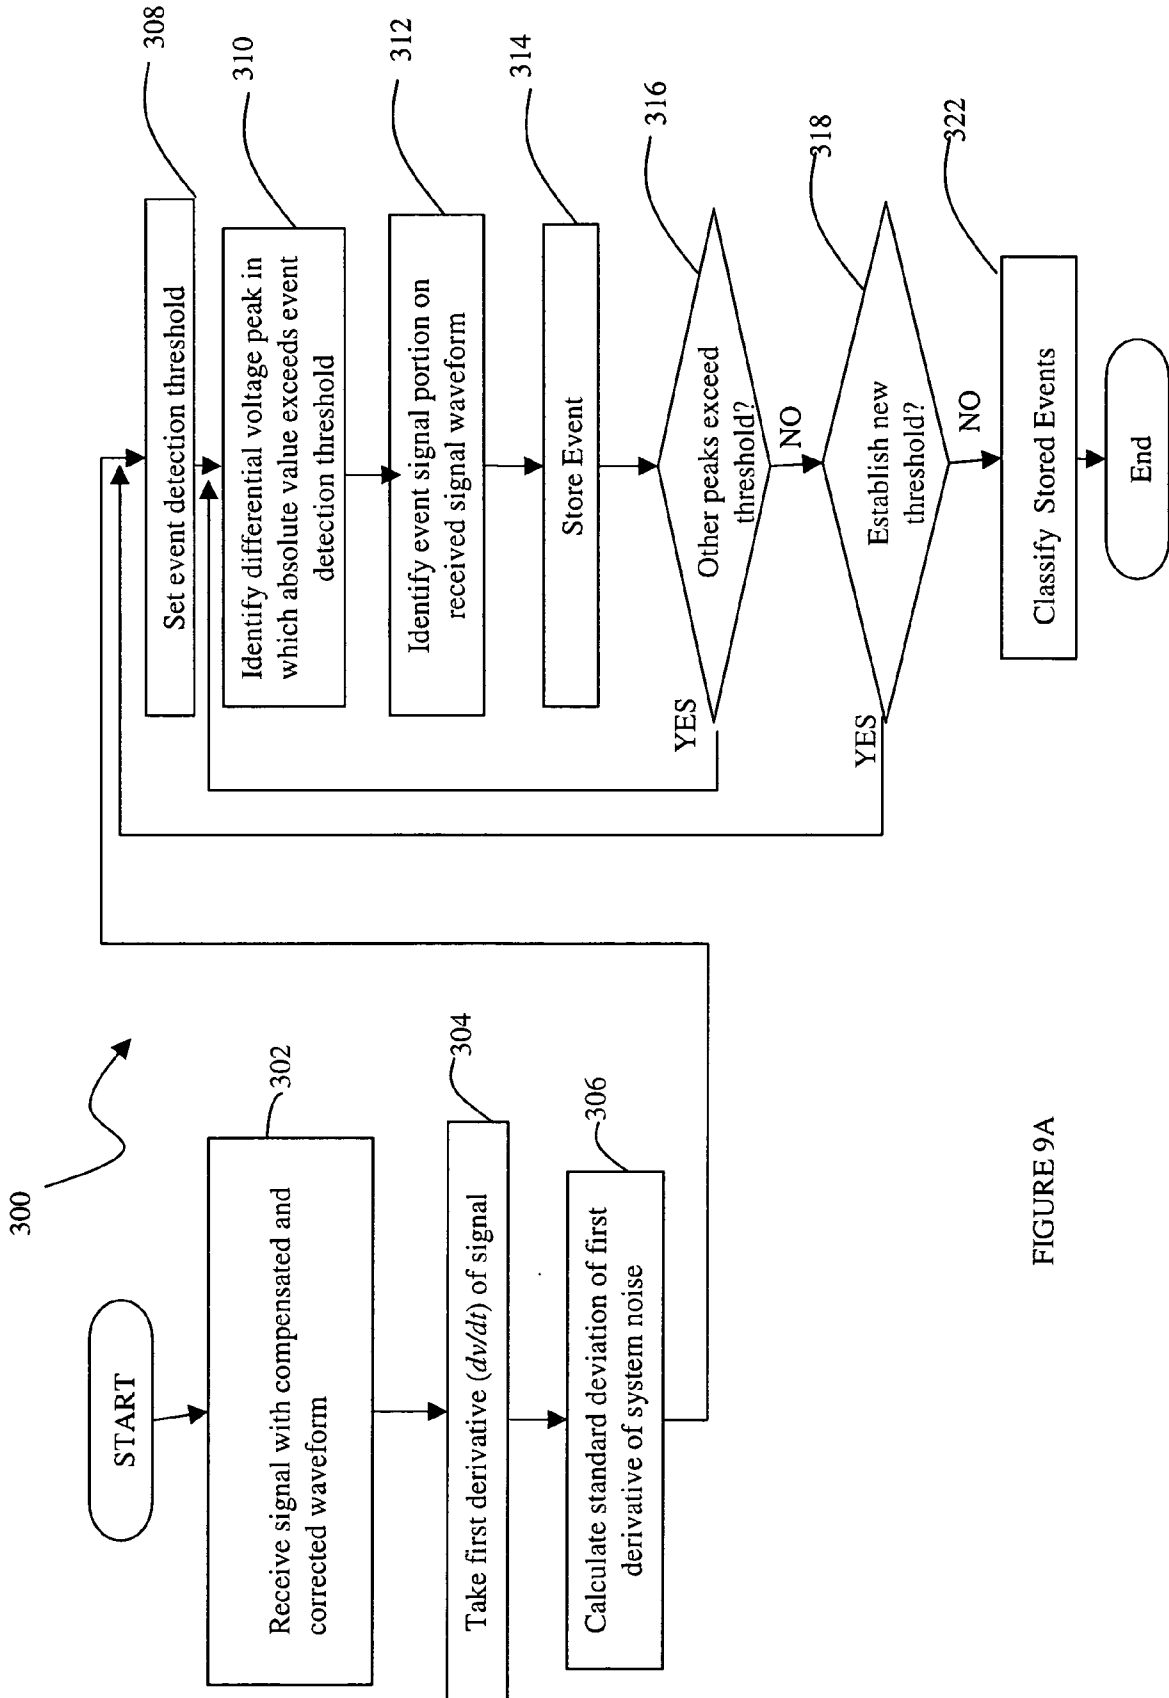 300
START
Receive signal with compensated and
corrected waveform
302
Take first derivative (dv/dt) of signal
304
Calculate standard deviation of first
derivative of system noise
306
Set event detection threshold
308
Identify differential voltage peak in
which absolute value exceeds event
detection threshold
310
Identify event signal portion on
received signal waveform
312
Store Event
314
Other peaks exceed
threshold?
316
YES
NO
Establish new
threshold?
318
YES
NO
Classify Stored Events
322
End
FIGURE 9A